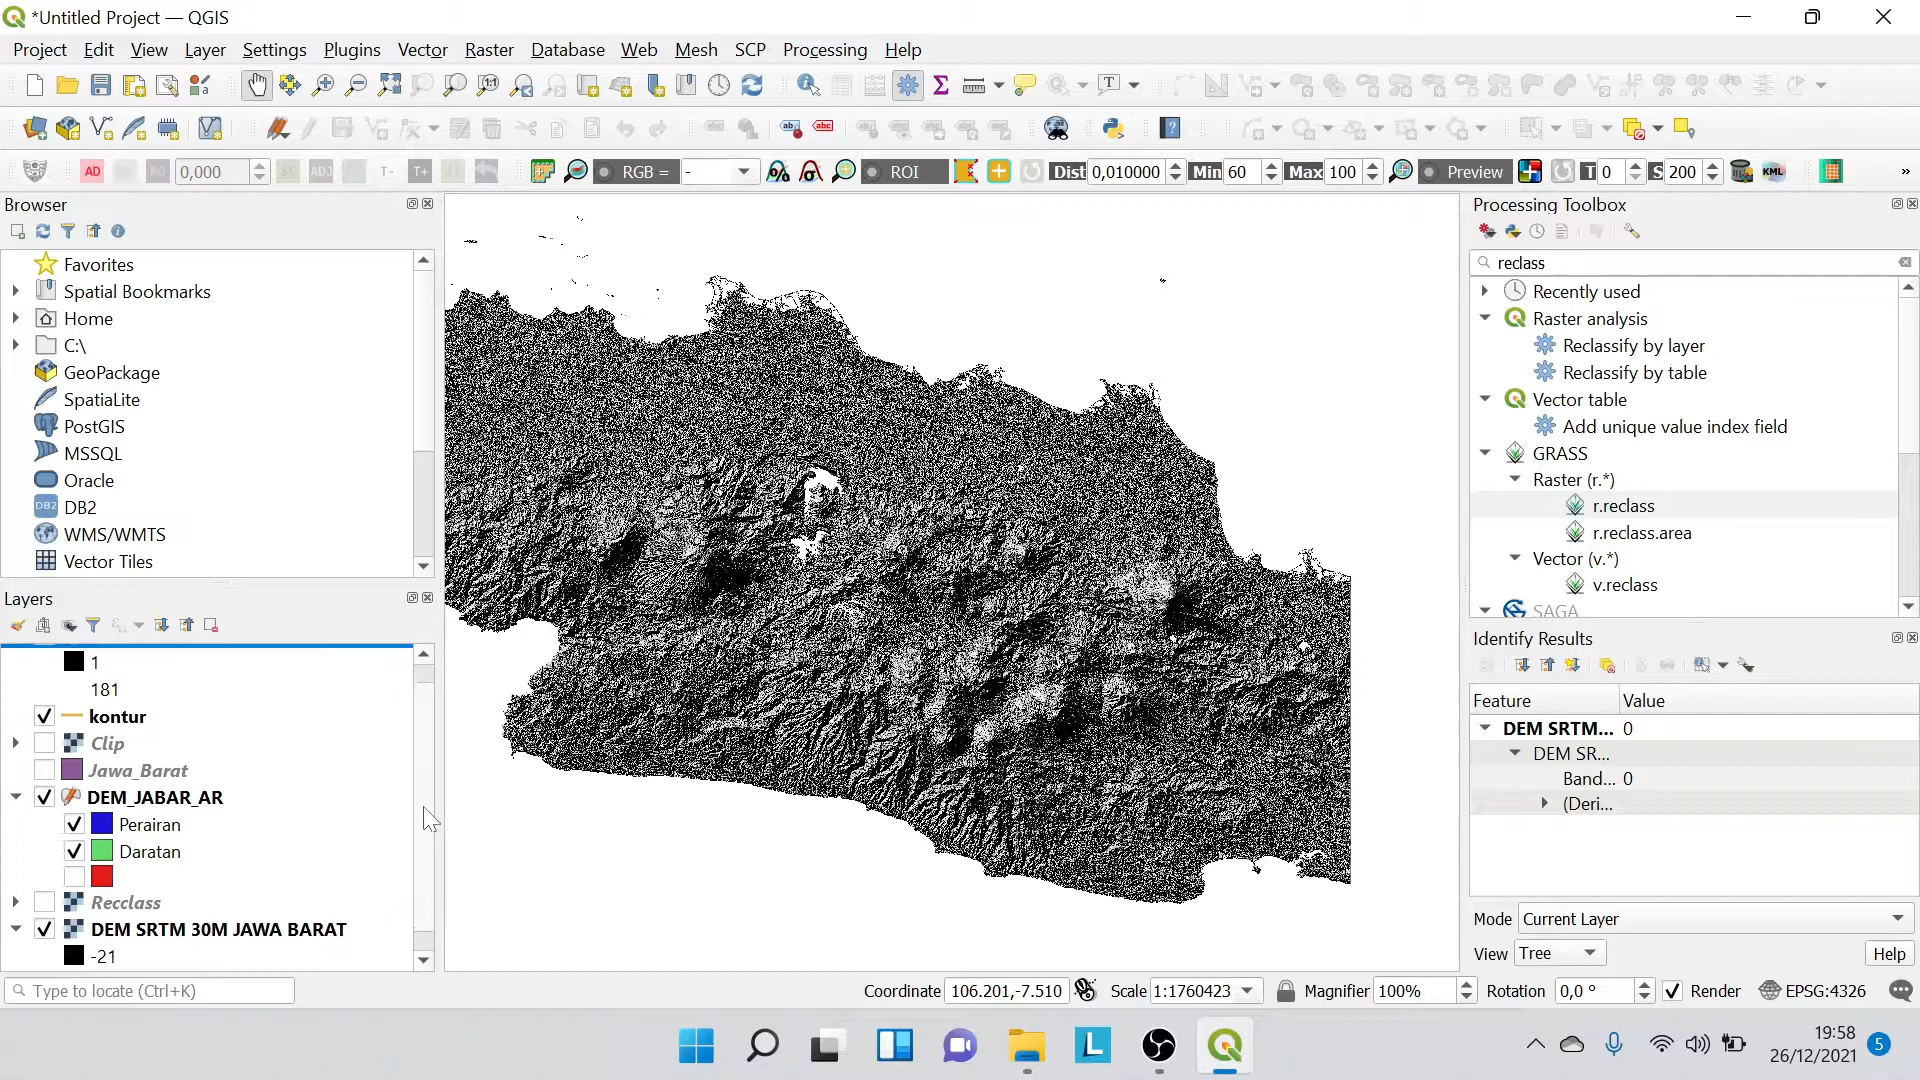 *Untitled Project — QGIS
Project Edit View Layer Settings Plugins Vector Raster Database Web Mesh SCP Processing Help
0,000 RGB = - ROI Dist 0,010000 Min 60 Max 100 Preview T 0 S 200 KML »
Browser
Favorites
Spatial Bookmarks
Home
C:\
GeoPackage
SpatiaLite
PostGIS
MSSQL
Oracle
DB2
WMS/WMTS
Vector Tiles
Layers
1
181
kontur
Clip
Jawa_Barat
DEM_JABAR_AR
Perairan
Daratan
Recclass
DEM SRTM 30M JAWA BARAT
-21
Processing Toolbox
reclass
Recently used
Raster analysis
Reclassify by layer
Reclassify by table
Vector table
Add unique value index field
GRASS
Raster (r.*)
r.reclass
r.reclass.area
Vector (v.*)
v.reclass
SAGA
Identify Results
Feature Value
DEM SRTM... 0
DEM SR...
Band... 0
(Deri...
Mode Current Layer
View Tree Help
Type to locate (Ctrl+K) Coordinate 106.201,-7.510 Scale 1:1760423 Magnifier 100% Rotation 0,0 ° Render EPSG:4326
19:58
26/12/2021 5